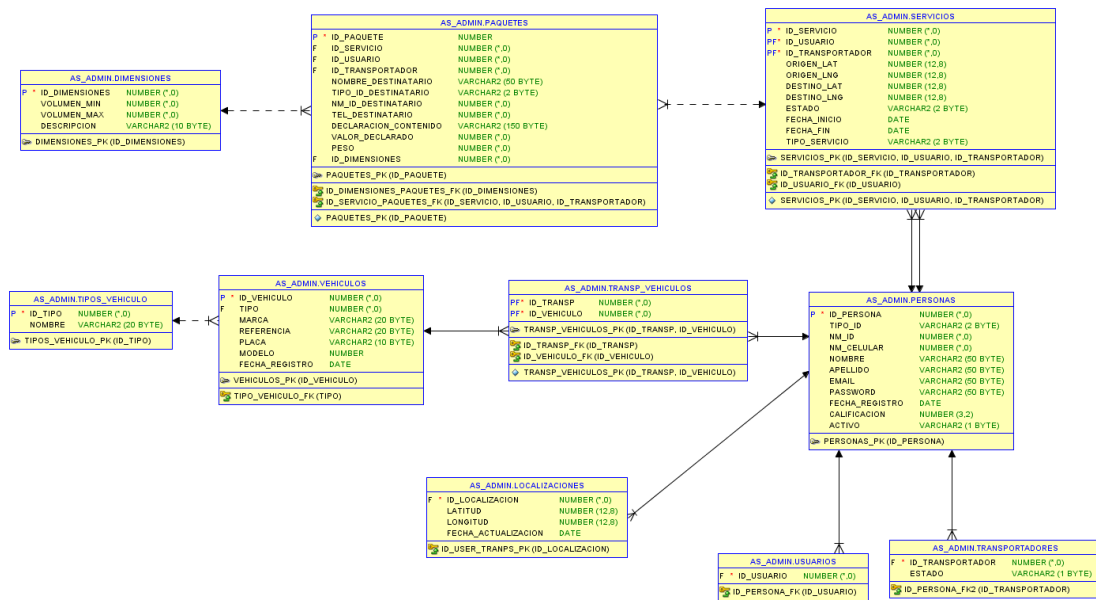 AS_ADMIN.DIMENSIONES
P * ID_DIMENSIONES NUMBER (*,0)
VOLUMEN_MIN NUMBER (*,0)
VOLUMEN_MAX NUMBER (*,0)
DESCRIPCION VARCHAR2 (10 BYTE)
DIMENSIONES_PK (ID_DIMENSIONES)
AS_ADMIN.PAQUETES
P * ID_PAQUETE NUMBER
F ID_SERVICIO NUMBER (*,0)
F ID_USUARIO NUMBER (*,0)
F ID_TRANSPORTADOR NUMBER (*,0)
NOMBRE_DESTINATARIO VARCHAR2 (50 BYTE)
TIPO_ID_DESTINATARIO VARCHAR2 (2 BYTE)
NM_ID_DESTINATARIO NUMBER (*,0)
TEL_DESTINATARIO NUMBER (*,0)
DECLARACION_CONTENIDO VARCHAR2 (150 BYTE)
VALOR_DECLARADO NUMBER (*,0)
PESO NUMBER (*,0)
F ID_DIMENSIONES NUMBER (*,0)
PAQUETES_PK (ID_PAQUETE)
ID_DIMENSIONES_PAQUETES_FK (ID_DIMENSIONES)
ID_SERVICIO_PAQUETES_FK (ID_SERVICIO, ID_USUARIO, ID_TRANSPORTADOR)
PAQUETES_PK (ID_PAQUETE)
AS_ADMIN.SERVICIOS
P * ID_SERVICIO NUMBER (*,0)
PF* ID_USUARIO NUMBER (*,0)
PF* ID_TRANSPORTADOR NUMBER (*,0)
ORIGEN_LAT NUMBER (12,8)
ORIGEN_LNG NUMBER (12,8)
DESTINO_LAT NUMBER (12,8)
DESTINO_LNG NUMBER (12,8)
ESTADO VARCHAR2 (2 BYTE)
FECHA_INICIO DATE
FECHA_FIN DATE
TIPO_SERVICIO VARCHAR2 (2 BYTE)
SERVICIOS_PK (ID_SERVICIO, ID_USUARIO, ID_TRANSPORTADOR)
ID_TRANSPORTADOR_FK (ID_TRANSPORTADOR)
ID_USUARIO_FK (ID_USUARIO)
SERVICIOS_PK (ID_SERVICIO, ID_USUARIO, ID_TRANSPORTADOR)
AS_ADMIN.TIPOS_VEHICULO
P * ID_TIPO NUMBER (*,0)
NOMBRE VARCHAR2 (20 BYTE)
TIPOS_VEHICULO_PK (ID_TIPO)
AS_ADMIN.VEHICULOS
P * ID_VEHICULO NUMBER (*,0)
F TIPO NUMBER (*,0)
MARCA VARCHAR2 (20 BYTE)
REFERENCIA VARCHAR2 (20 BYTE)
PLACA VARCHAR2 (10 BYTE)
MODELO NUMBER
FECHA_REGISTRO DATE
VEHICULOS_PK (ID_VEHICULO)
TIPO_VEHICULO_FK (TIPO)
AS_ADMIN.TRANSP_VEHICULOS
PF* ID_TRANSP NUMBER (*,0)
PF* ID_VEHICULO NUMBER (*,0)
TRANSP_VEHICULOS_PK (ID_TRANSP, ID_VEHICULO)
ID_TRANSP_FK (ID_TRANSP)
ID_VEHICULO_FK (ID_VEHICULO)
TRANSP_VEHICULOS_PK (ID_TRANSP, ID_VEHICULO)
AS_ADMIN.PERSONAS
P * ID_PERSONA NUMBER (*,0)
TIPO_ID VARCHAR2 (2 BYTE)
NM_ID NUMBER (*,0)
NM_CELULAR NUMBER (*,0)
NOMBRE VARCHAR2 (50 BYTE)
APELLIDO VARCHAR2 (50 BYTE)
EMAIL VARCHAR2 (50 BYTE)
PASSWORD VARCHAR2 (50 BYTE)
FECHA_REGISTRO DATE
CALIFICACION NUMBER (3,2)
ACTIVO VARCHAR2 (1 BYTE)
PERSONAS_PK (ID_PERSONA)
AS_ADMIN.LOCALIZACIONES
F * ID_LOCALIZACION NUMBER (*,0)
LATITUD NUMBER (12,8)
LONGITUD NUMBER (12,8)
FECHA_ACTUALIZACION DATE
ID_USER_TRANPS_PK (ID_LOCALIZACION)
AS_ADMIN.USUARIOS
F * ID_USUARIO NUMBER (*,0)
ID_PERSONA_FK (ID_USUARIO)
AS_ADMIN.TRANSPORTADORES
F * ID_TRANSPORTADOR NUMBER (*,0)
ESTADO VARCHAR2 (1 BYTE)
ID_PERSONA_FK2 (ID_TRANSPORTADOR)